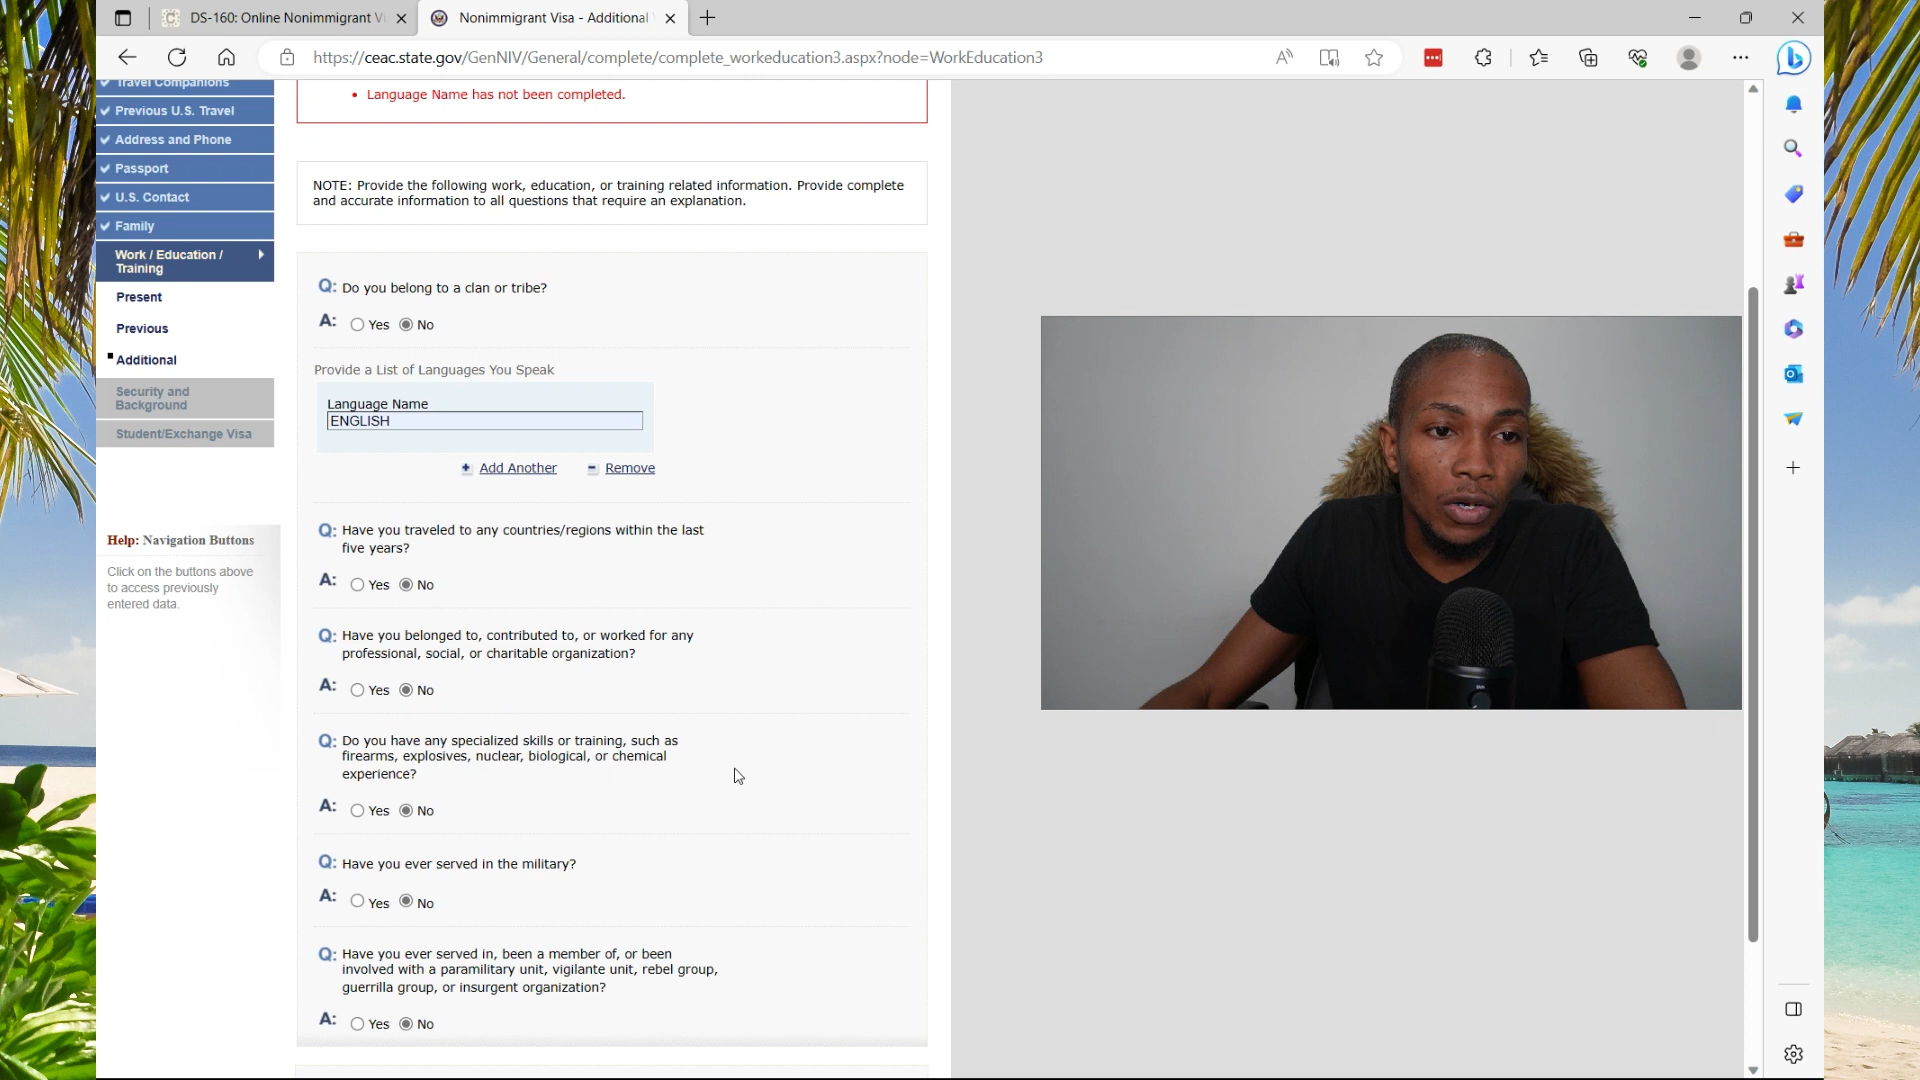 DS-160: Online Nonimmigrant Vi
Nonimmigrant Visa - Additional
https://ceac.state.gov/GenNIV/General/complete/complete_workeducation3.aspx?node=WorkEducation3
Travel Companions
Previous U.S. Travel
Address and Phone
Passport
U.S. Contact
Family
Work / Education /
Training
Present
Previous
Additional
Security and
Background
Student/Exchange Visa
Help: Navigation Buttons
Click on the buttons above
to access previously
entered data.
• Language Name has not been completed.
NOTE: Provide the following work, education, or training related information. Provide complete
and accurate information to all questions that require an explanation.
Q: Do you belong to a clan or tribe?
A: Yes No
Provide a List of Languages You Speak
Language Name
ENGLISH
Add Another Remove
Q: Have you traveled to any countries/regions within the last
five years?
A: Yes No
Q: Have you belonged to, contributed to, or worked for any
professional, social, or charitable organization?
A: Yes No
Q: Do you have any specialized skills or training, such as
firearms, explosives, nuclear, biological, or chemical
experience?
A: Yes No
Q: Have you ever served in the military?
A: Yes No
Q: Have you ever served in, been a member of, or been
involved with a paramilitary unit, vigilante unit, rebel group,
guerrilla group, or insurgent organization?
A: Yes No